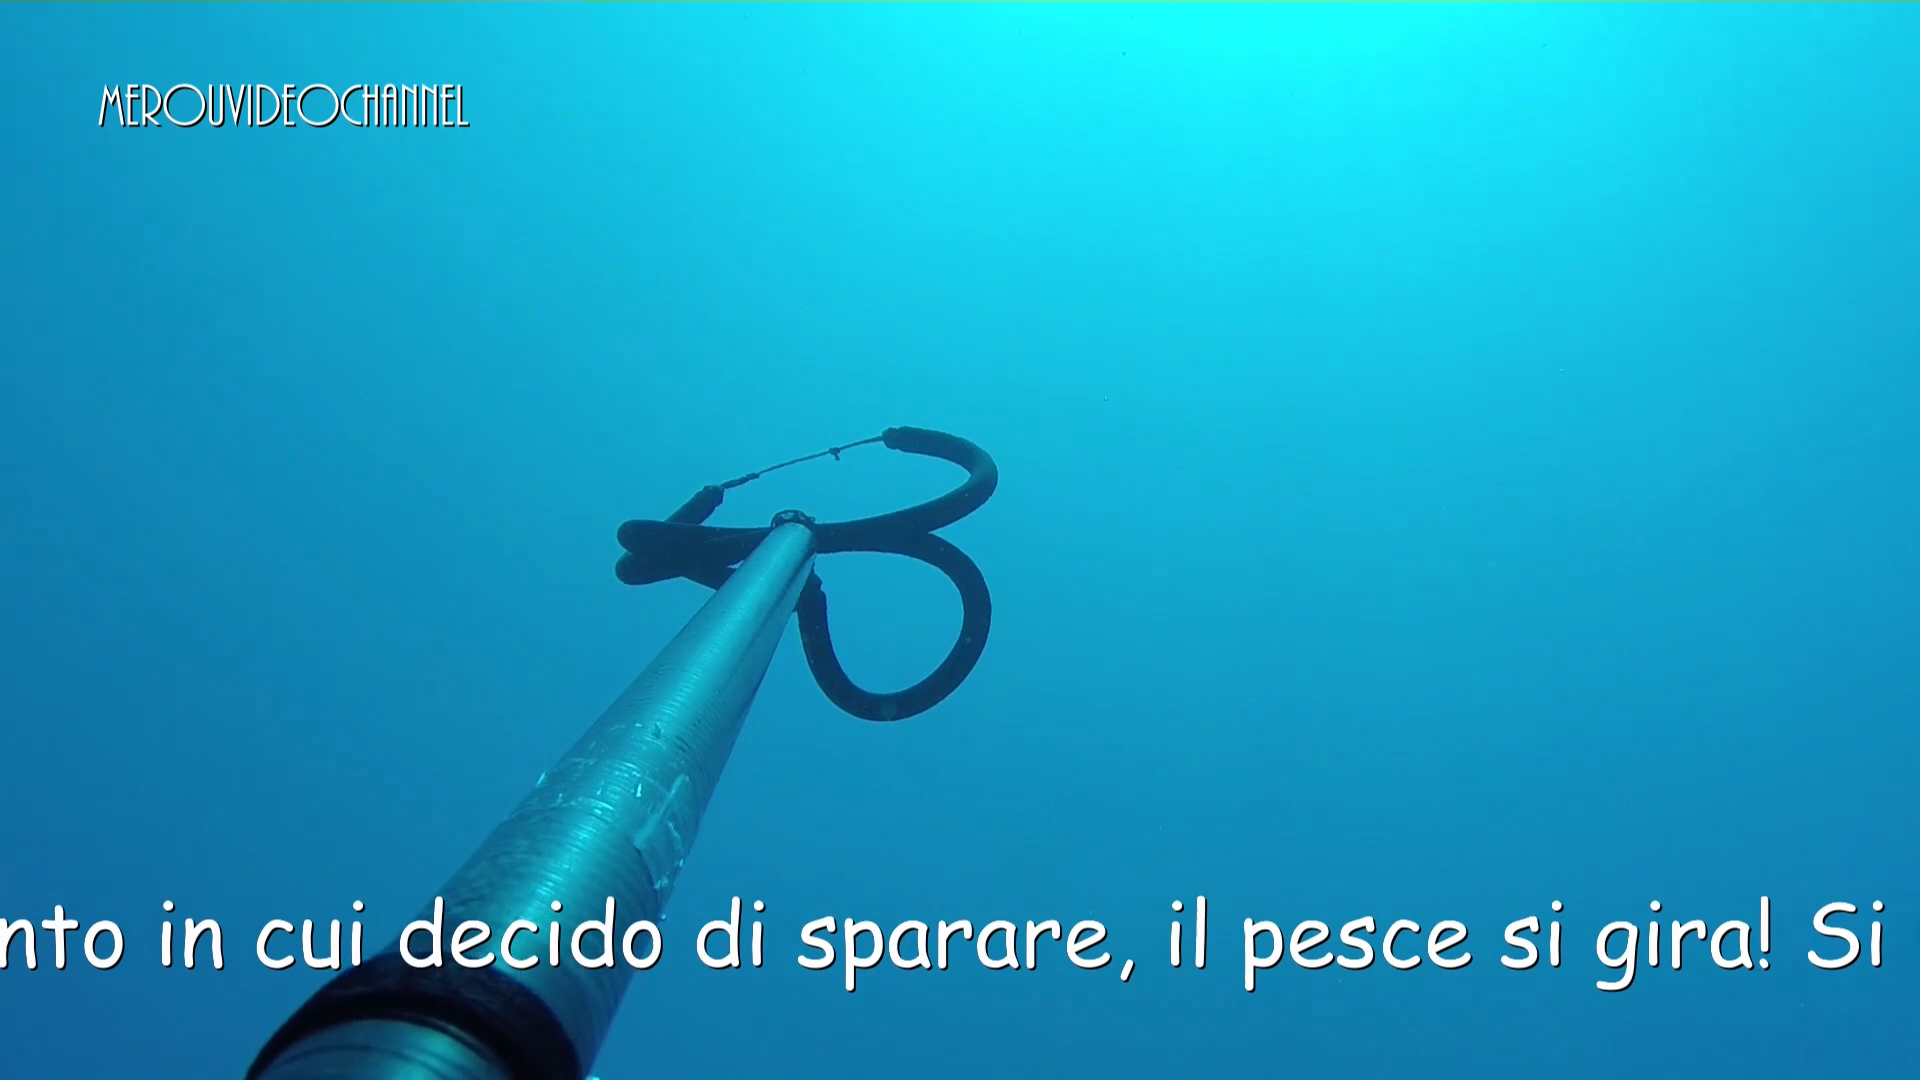 MEROUVIDEOCHANNEL
nto in cui decido di sparare, il pesce si gira! Si